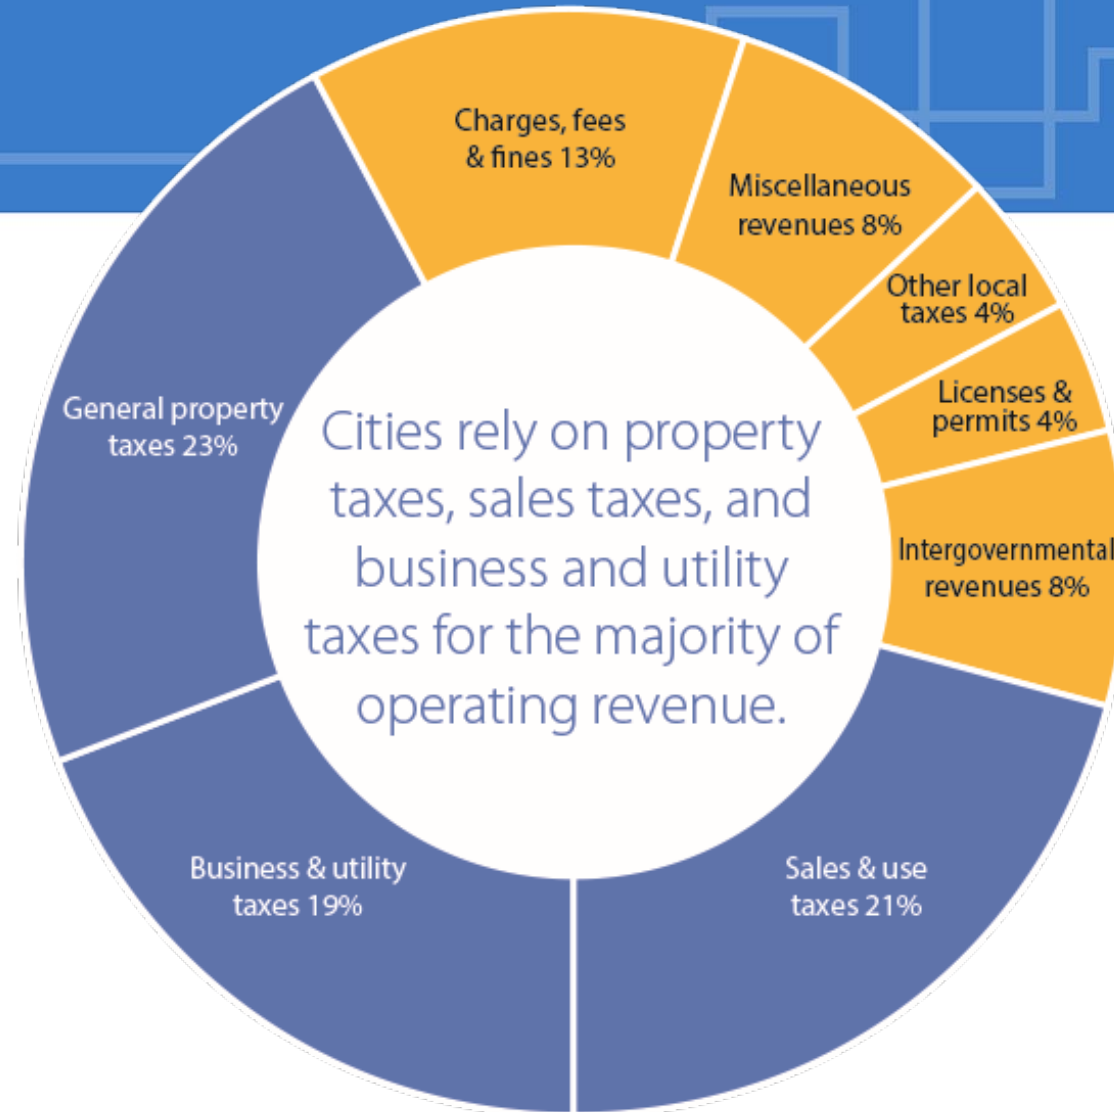 Charges, fees
& fines 13%
Miscellaneous
revenues 8%
Other local
taxes 4%
Licenses &
permits 4%
Intergovernmental
revenues 8%
Sales & use
taxes 21%
Business & utility
taxes 19%
General property
taxes 23%
Cities rely on property
taxes, sales taxes, and
business and utility
taxes for the majority of
operating revenue.